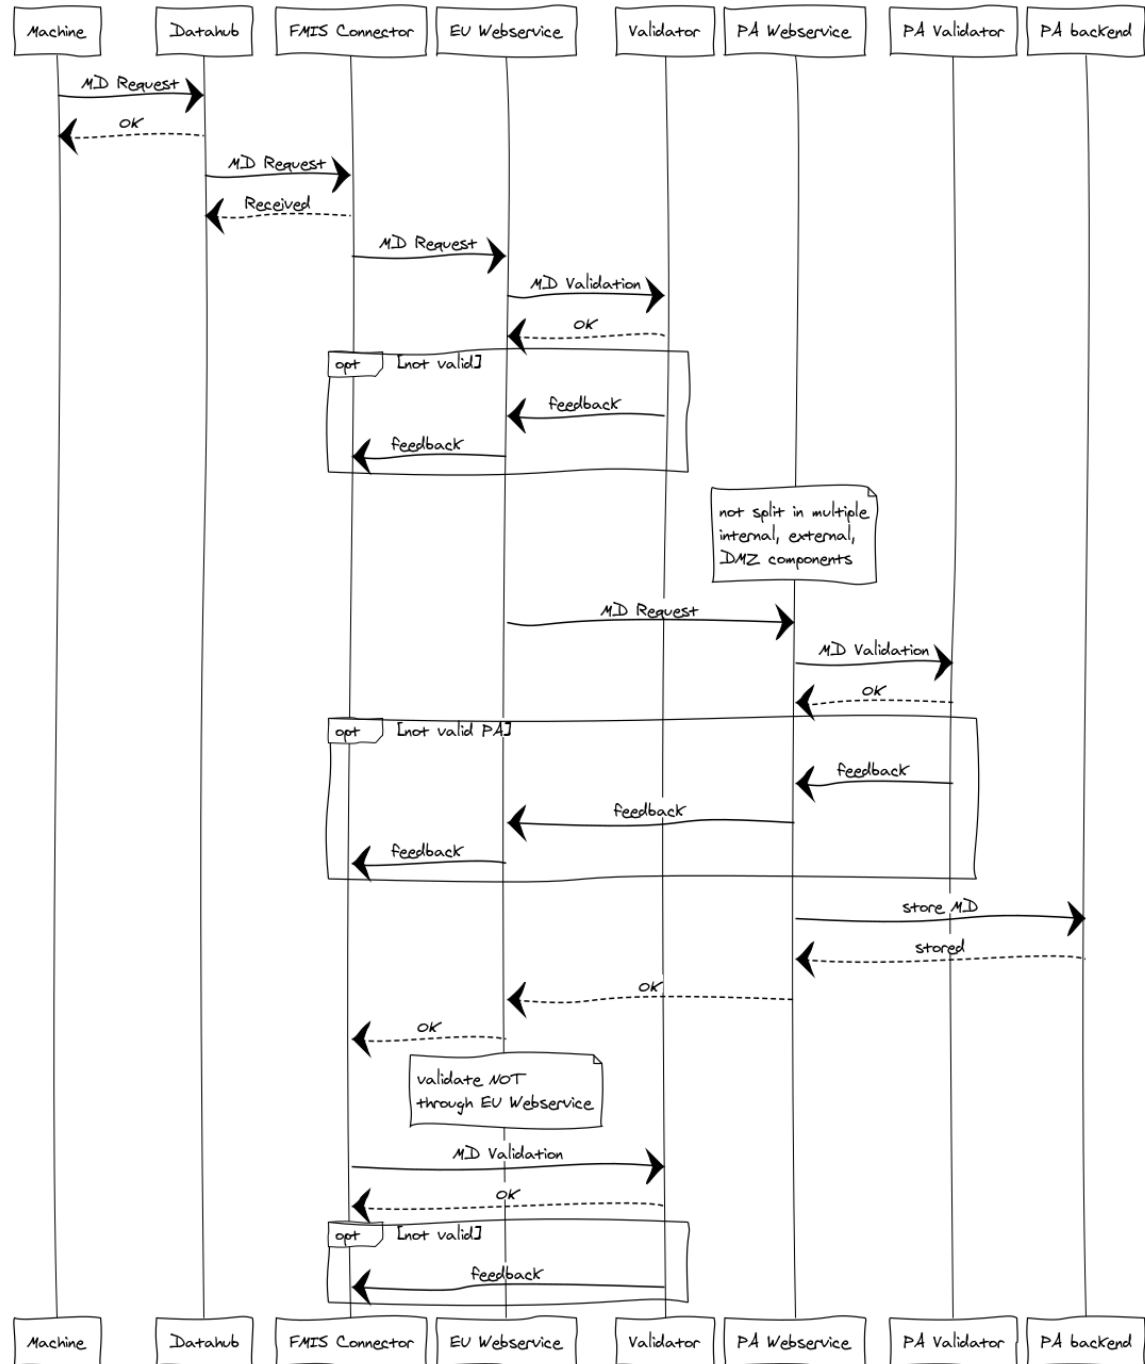 Machine
Datahub
FMIS Connector
EU Webservice
Validator
PA Webservice
PA Validator
PA backend
MD Request
OK
MD Request
Received
MD Request
MD Validation
OK
opt [not valid]
feedback
feedback
not split in multiple
internal, external,
DMZ components
MD Request
MD Validation
OK
opt [not valid PA]
feedback
feedback
feedback
store MD
stored
OK
OK
validate NOT
through EU Webservice
MD Validation
OK
opt [not valid]
feedback
Machine
Datahub
FMIS Connector
EU Webservice
Validator
PA Webservice
PA Validator
PA backend